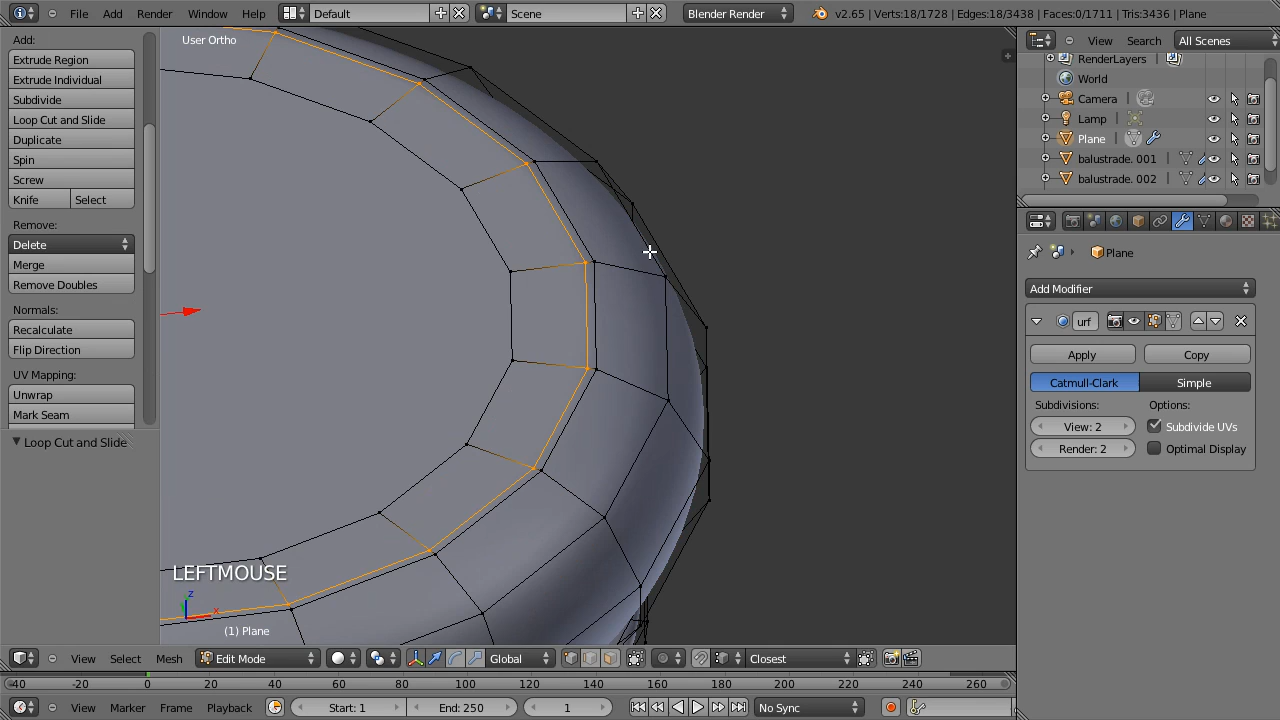 File Add Render Window Help Default Scene Blender Render v2.65 | Verts:18/1728 | Edges:18/3438 | Faces:0/1711 | Tris:3436 | Plane
Add:
Extrude Region
Extrude Individual
Subdivide
Loop Cut and Slide
Duplicate
Spin
Screw
Knife Select
Remove:
Delete
Merge
Remove Doubles
Normals:
Recalculate
Flip Direction
UV Mapping:
Unwrap
Mark Seam
Loop Cut and Slide
User Ortho
LEFTMOUSE
z
x
(1) Plane
View Search All Scenes
RenderLayers
World
Camera
Lamp
Plane
balustrade. 001
balustrade. 002
Plane
Add Modifier
urf
Apply Copy
Catmull-Clark Simple
Subdivisions: Options:
View: 2 Subdivide UVs
Render: 2 Optimal Display
View Select Mesh Edit Mode Global Closest
-40 -20 0 20 40 60 80 100 120 140 160 180 200 220 240 260
View Marker Frame Playback Start: 1 End: 250 1 No Sync